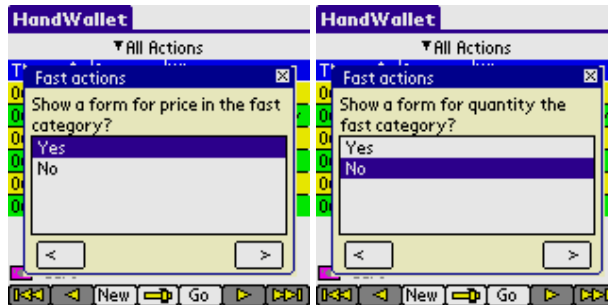 HandWallet
▼All Actions
Fast actions
Show a form for price in the fast
category?
Yes
No
<
>
New
Go
HandWallet
▼All Actions
Fast actions
Show a form for quantity the
fast category?
Yes
No
<
>
New
Go